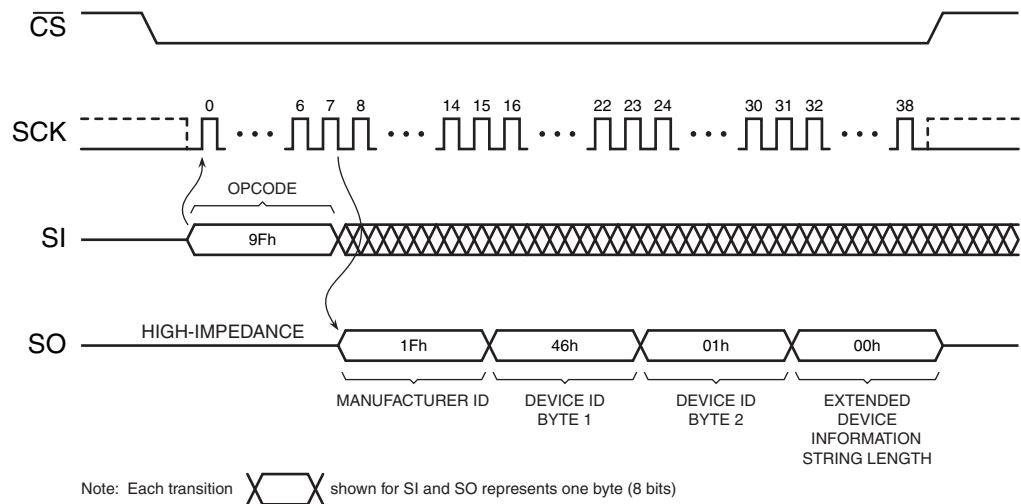 CS
SCK
0 6 7 8 14 15 16 22 23 24 30 31 32 38
OPCODE
SI
9Fh
HIGH-IMPEDANCE
SO
1Fh 46h 01h 00h
MANUFACTURER ID
DEVICE ID
BYTE 1
DEVICE ID
BYTE 2
EXTENDED
DEVICE
INFORMATION
STRING LENGTH
Note: Each transition shown for SI and SO represents one byte (8 bits)